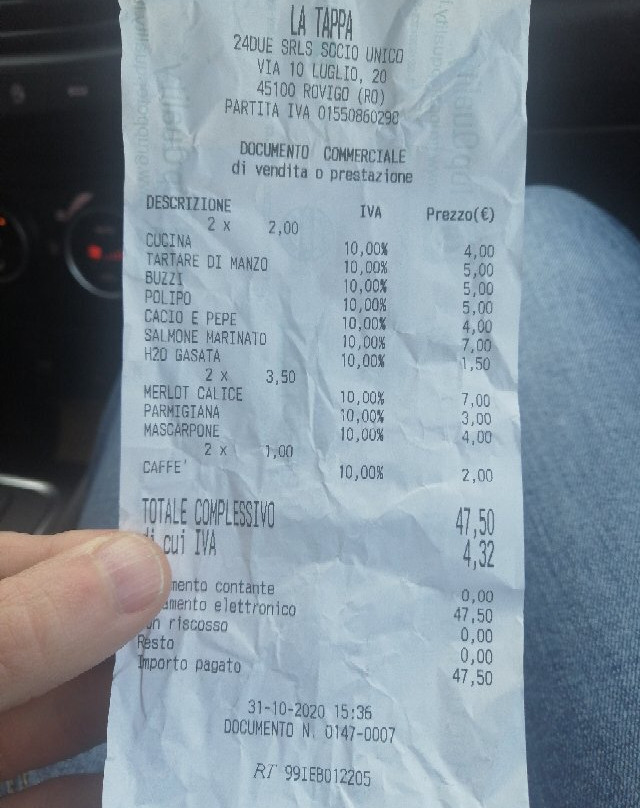 LA TAPPA
24DUE SRLS SOCIO UNICO
VIA 10 LUGLIO, 20
45100 ROVIGO (RO)
PARTITA IVA 01550860298
DOCUMENTO COMMERCIALE
di vendita o prestazione
DESCRIZIONE IVA Prezzo(€)
2 x 2,00
CUCINA 10,00% 4,00
TARTARE DI MANZO 10,00% 5,00
BUZZI 10,00% 5,00
POLIPO 10,00% 5,00
CACIO E PEPE 10,00% 4,00
SALMONE MARINATO 10,00% 7,00
H2O GASATA 10,00% 1,50
2 x 3,50
MERLOT CALICE 10,00% 7,00
PARMIGIANA 10,00% 3,00
MASCARPONE 10,00% 4,00
2 x 1,00
CAFFE' 10,00% 2,00
TOTALE COMPLESSIVO 47,50
di cui IVA 4,32
mento contante 0,00
amento elettronico 47,50
on riscosso 0,00
Resto 0,00
Importo pagato 47,50
31-10-2020 15:36
DOCUMENTO N. 0147-0007
RT 99IEB012205